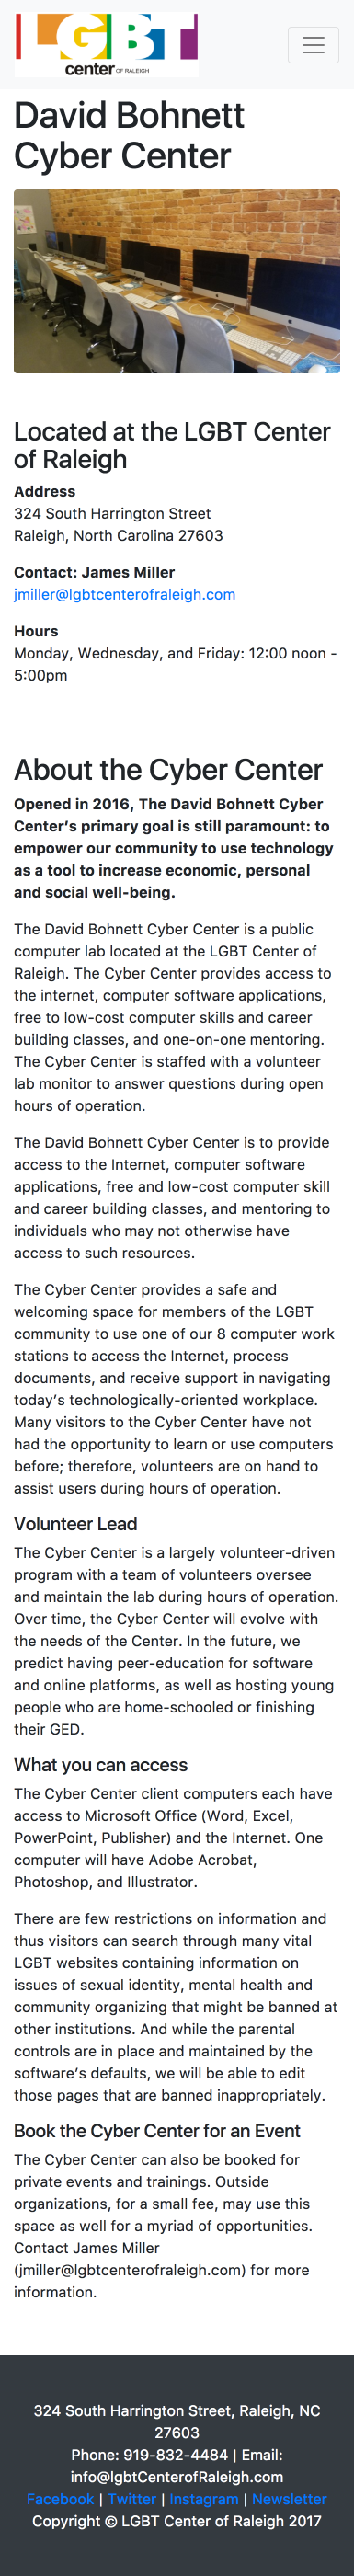 LGBT
center OF RALEIGH
David Bohnett
Cyber Center
Located at the LGBT Center
of Raleigh
Address
324 South Harrington Street
Raleigh, North Carolina 27603
Contact: James Miller
jmiller@lgbtcenterofraleigh.com
Hours
Monday, Wednesday, and Friday: 12:00 noon -
5:00pm
About the Cyber Center
Opened in 2016, The David Bohnett Cyber
Center’s primary goal is still paramount: to
empower our community to use technology
as a tool to increase economic, personal
and social well-being.
The David Bohnett Cyber Center is a public
computer lab located at the LGBT Center of
Raleigh. The Cyber Center provides access to
the internet, computer software applications,
free to low-cost computer skills and career
building classes, and one-on-one mentoring.
The Cyber Center is staffed with a volunteer
lab monitor to answer questions during open
hours of operation.
The David Bohnett Cyber Center is to provide
access to the Internet, computer software
applications, free and low-cost computer skill
and career building classes, and mentoring to
individuals who may not otherwise have
access to such resources.
The Cyber Center provides a safe and
welcoming space for members of the LGBT
community to use one of our 8 computer work
stations to access the Internet, process
documents, and receive support in navigating
today’s technologically-oriented workplace.
Many visitors to the Cyber Center have not
had the opportunity to learn or use computers
before; therefore, volunteers are on hand to
assist users during hours of operation.
Volunteer Lead
The Cyber Center is a largely volunteer-driven
program with a team of volunteers oversee
and maintain the lab during hours of operation.
Over time, the Cyber Center will evolve with
the needs of the Center. In the future, we
predict having peer-education for software
and online platforms, as well as hosting young
people who are home-schooled or finishing
their GED.
What you can access
The Cyber Center client computers each have
access to Microsoft Office (Word, Excel,
PowerPoint, Publisher) and the Internet. One
computer will have Adobe Acrobat,
Photoshop, and Illustrator.
There are few restrictions on information and
thus visitors can search through many vital
LGBT websites containing information on
issues of sexual identity, mental health and
community organizing that might be banned at
other institutions. And while the parental
controls are in place and maintained by the
software’s defaults, we will be able to edit
those pages that are banned inappropriately.
Book the Cyber Center for an Event
The Cyber Center can also be booked for
private events and trainings. Outside
organizations, for a small fee, may use this
space as well for a myriad of opportunities.
Contact James Miller
(jmiller@lgbtcenterofraleigh.com) for more
information.
324 South Harrington Street, Raleigh, NC
27603
Phone: 919-832-4484 | Email:
info@lgbtCenterofRaleigh.com
Facebook | Twitter | Instagram | Newsletter
Copyright © LGBT Center of Raleigh 2017